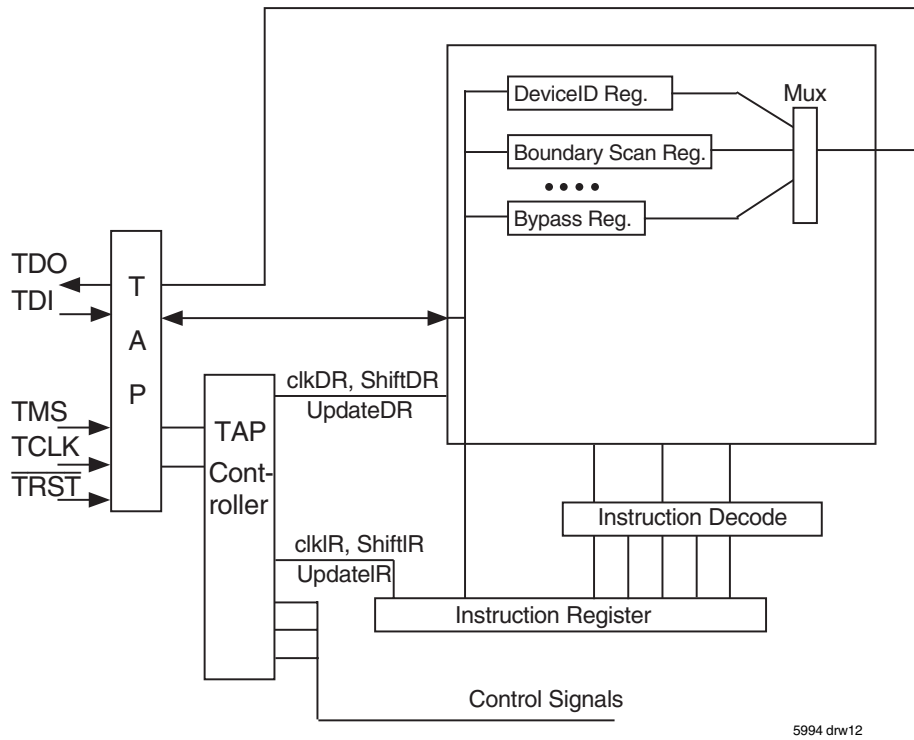 DeviceID Reg.
Mux
Boundary Scan Reg.
Bypass Reg.
TDO
TDI
T
A
P
TMS
TCLK
TRST
TAP
Cont-
roller
clkDR, ShiftDR
UpdateDR
Instruction Decode
clkIR, ShiftIR
UpdateIR
Instruction Register
Control Signals
5994 drw12